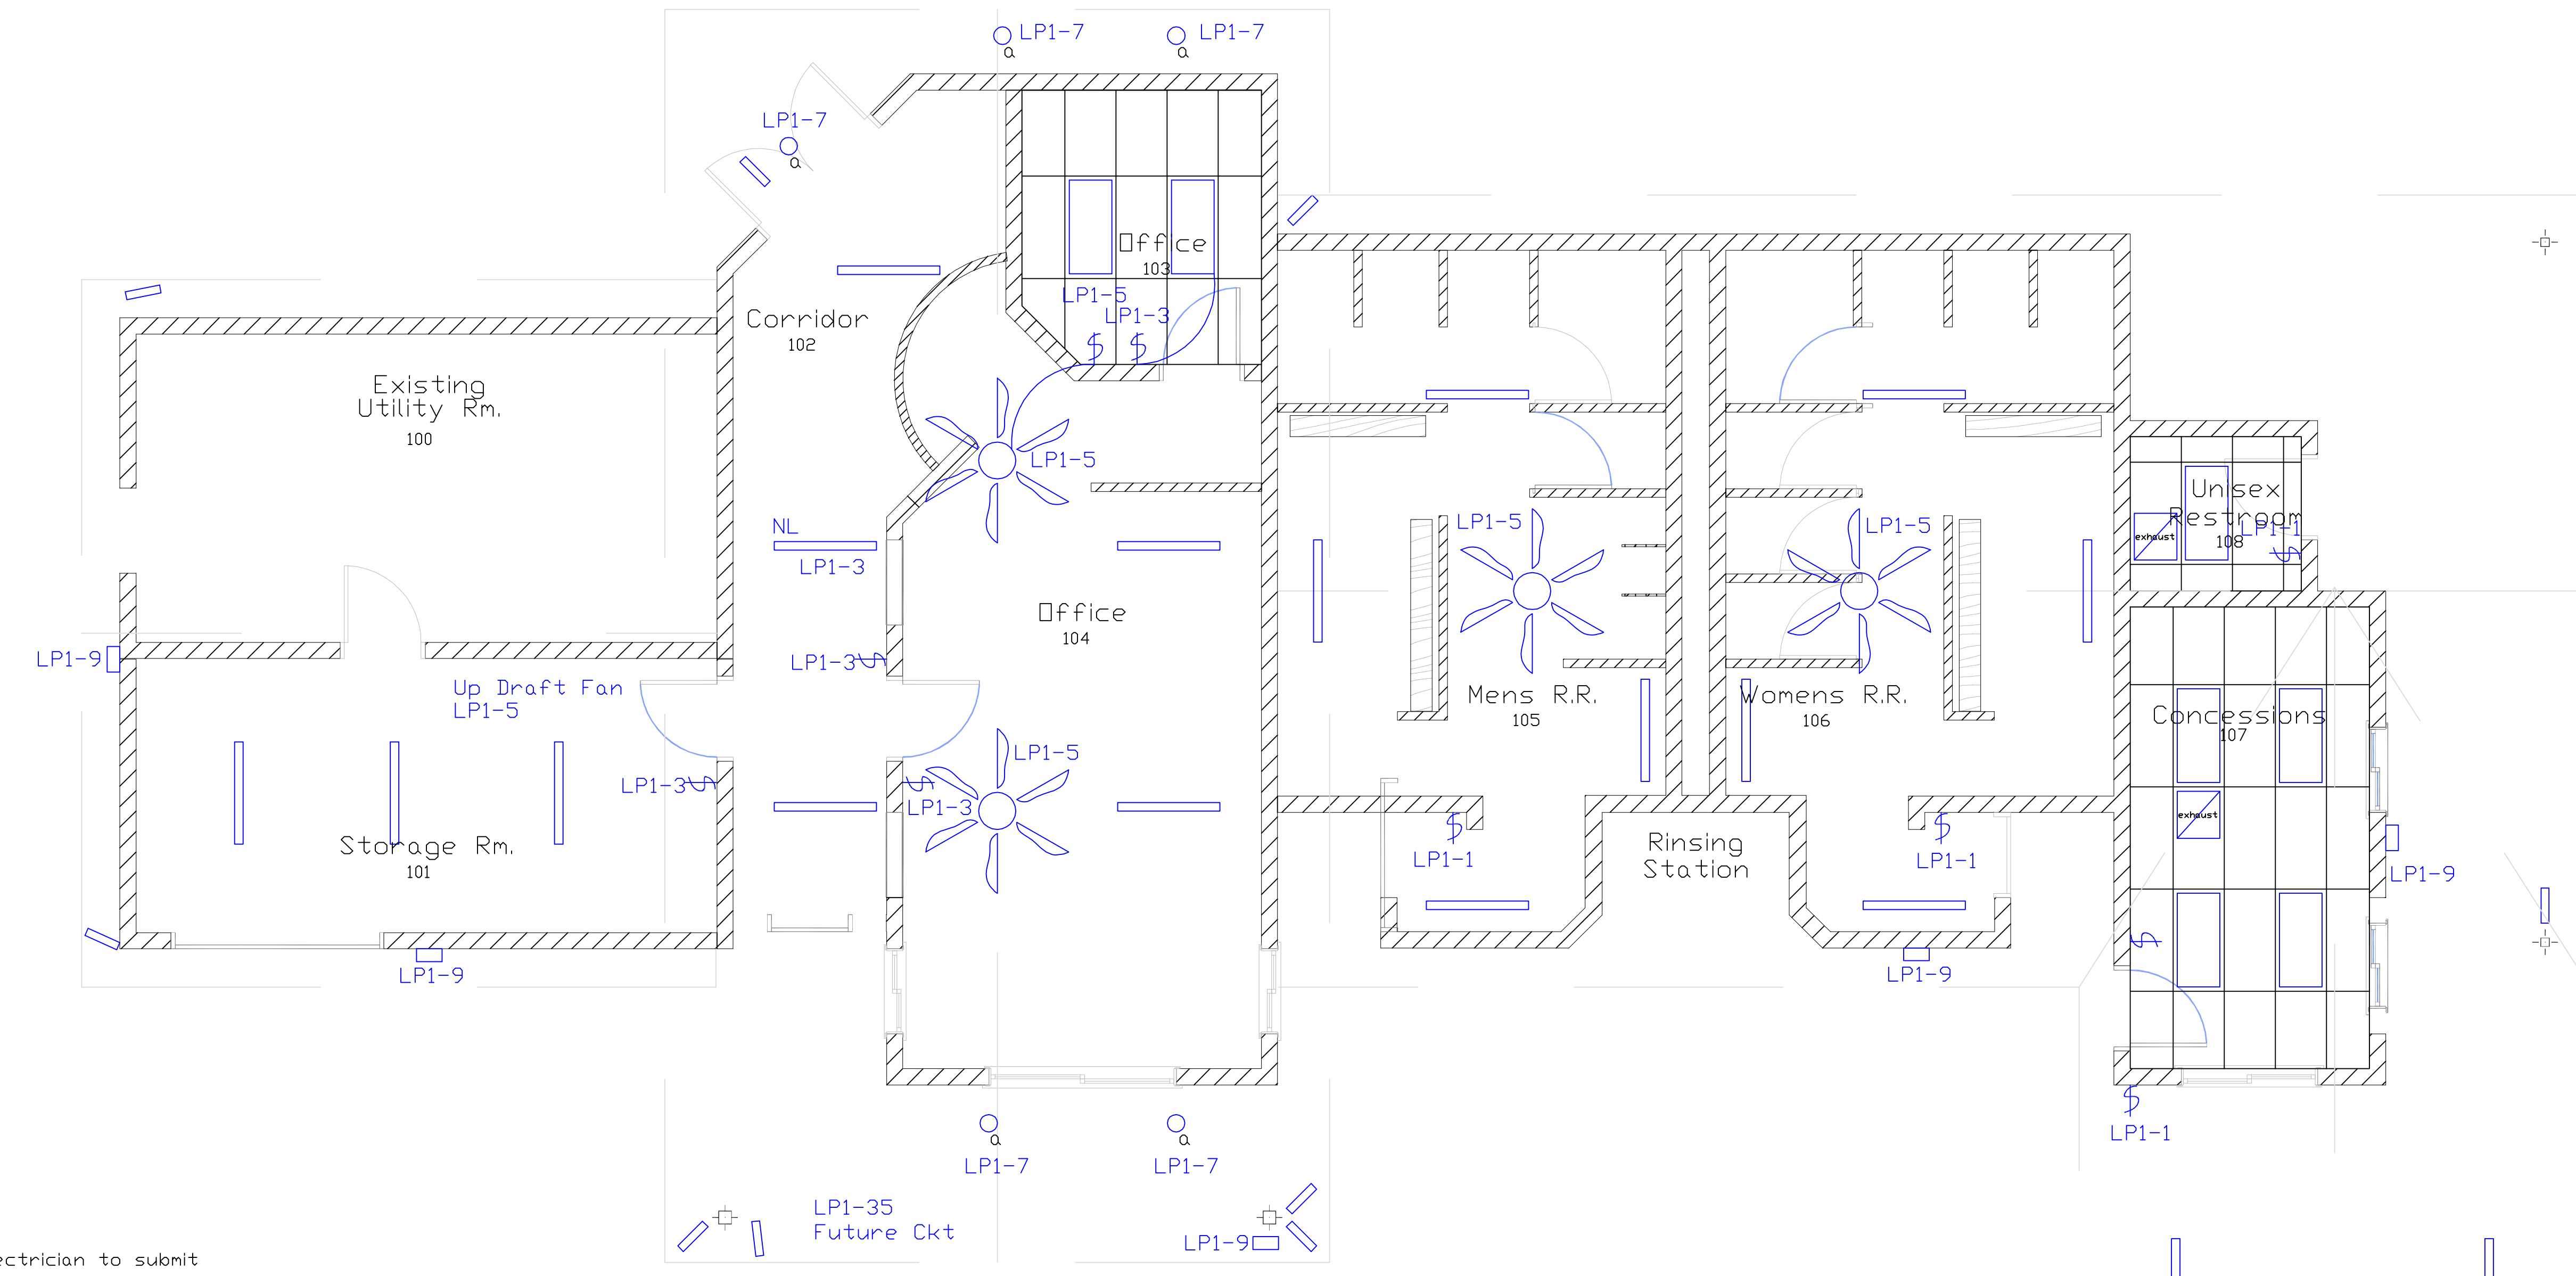 LP1-7
a
LP1-7
a
LP1-7
a
Office
103
LP1-5
LP1-3
$
$
Corridor
102
Existing
Utility Rm.
100
LP1-5
NL
LP1-3
LP1-5
LP1-5
Unisex
Restroom
LP1-1
108
exhaust
$
Office
104
LP1-9
LP1-3
$
Up Draft Fan
LP1-5
Mens R.R.
105
Womens R.R.
106
Concessions
107
LP1-5
LP1-3
$
$
LP1-3
exhaust
Storage Rm.
101
$
LP1-1
Rinsing
Station
$
LP1-1
LP1-9
$
LP1-9
LP1-9
$
LP1-1
a
LP1-7
a
LP1-7
LP1-35
Future Ckt
LP1-9
ectrician to submit